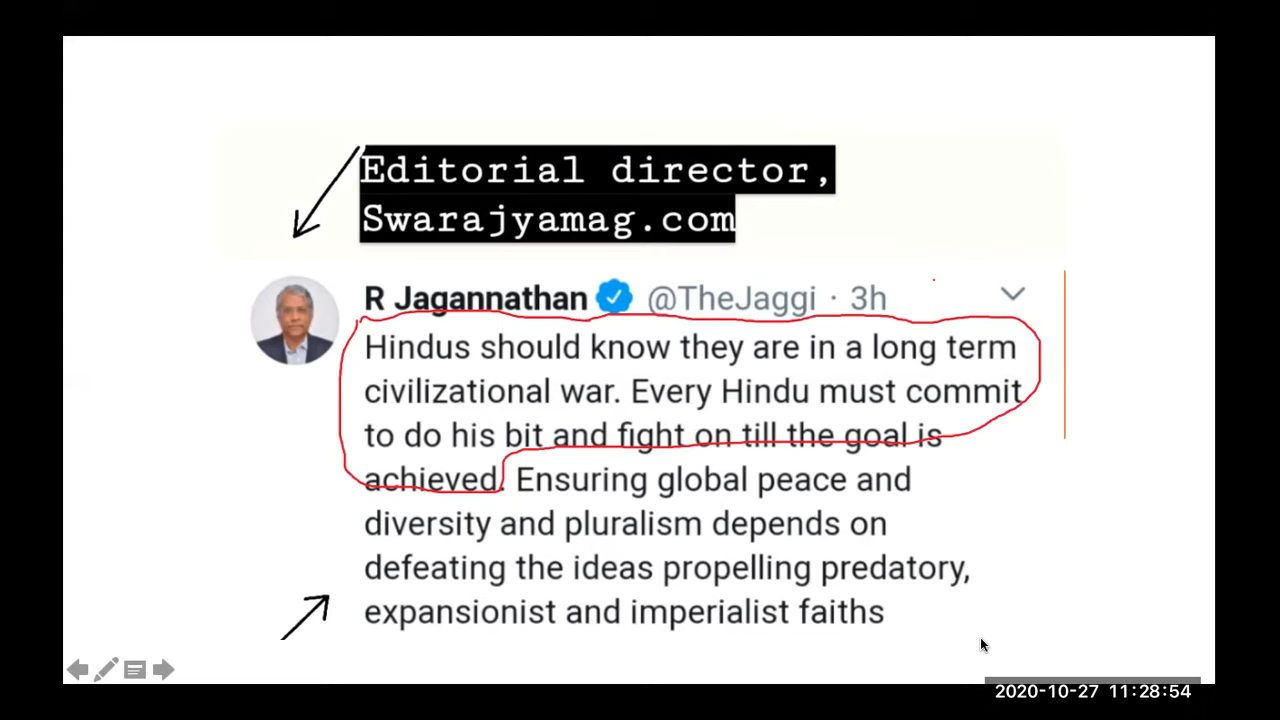 Editorial director,
Swarajyamag.com
R Jagannathan @TheJaggi · 3h
Hindus should know they are in a long term
civilizational war. Every Hindu must commit
to do his bit and fight on till the goal is
achieved. Ensuring global peace and
diversity and pluralism depends on
defeating the ideas propelling predatory,
expansionist and imperialist faiths
2020-10-27 11:28:54